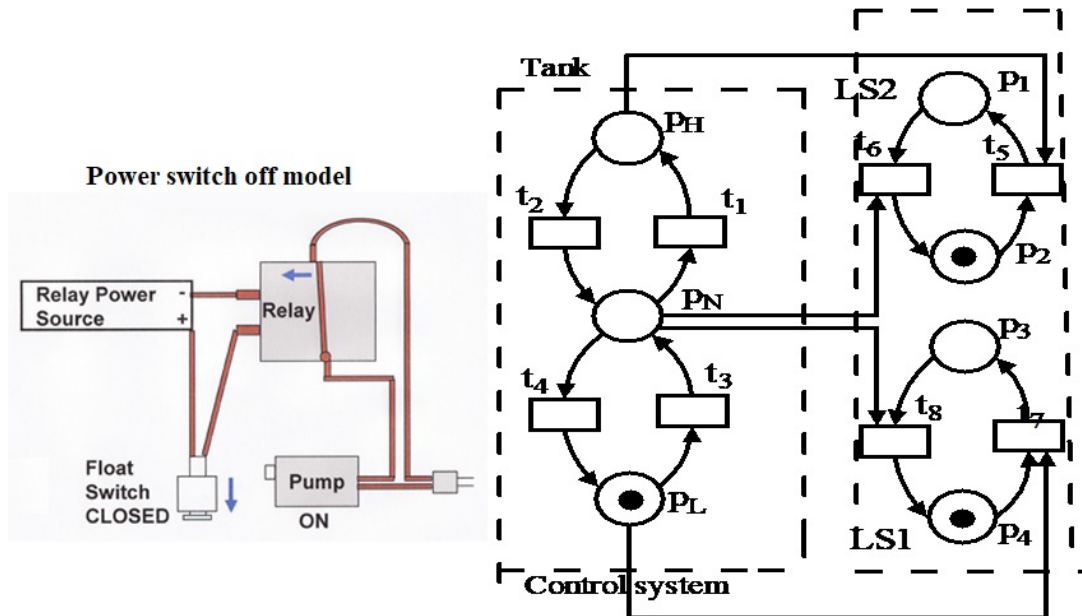 Power switch off model
Relay Power
Source
-
+
Relay
Float
Switch
CLOSED
Pump
ON
Tank
pH
t2
t1
pN
t4
t3
pL
Control system
LS2
p1
t6
t5
p2
p3
t8
t7
LS1
p4